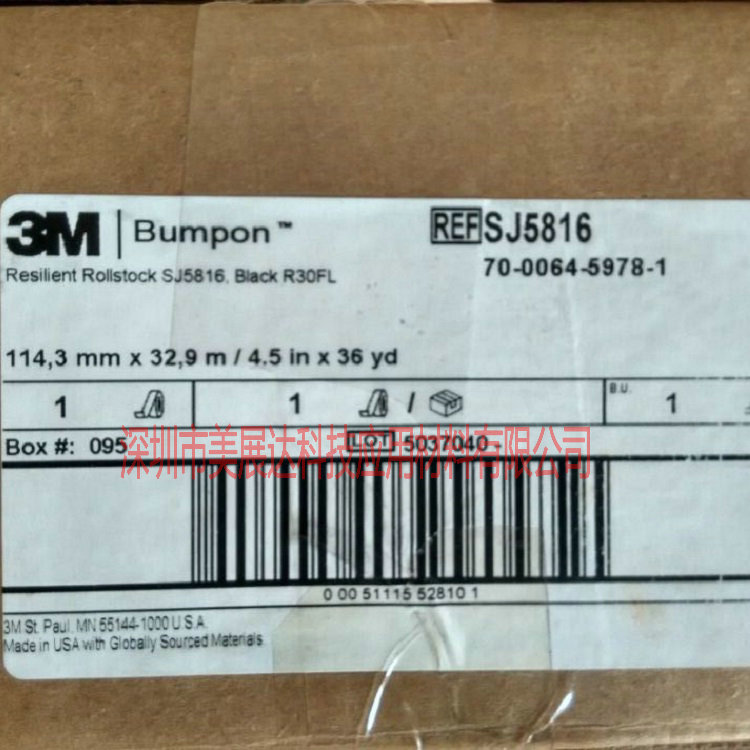 3M | Bumpon™
REF SJ5816
Resilient Rollstock SJ5816, Black R30FL
70-0064-5978-1
114,3 mm x 32,9 m / 4.5 in x 36 yd
1 1 / B.U. 1
Box #: 095 LOT 5037040 -
深圳市美展达科技应用材料有限公司
0 00 51115 52810 1
3M St. Paul, MN 55144-1000 U.S.A.
Made in USA with Globally Sourced Materials